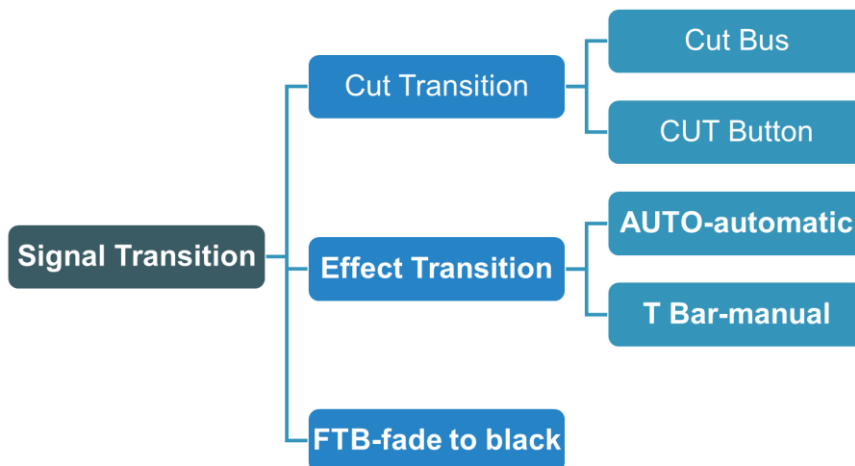 Signal Transition
Cut Transition
Cut Bus
CUT Button
Effect Transition
AUTO-automatic
T Bar-manual
FTB-fade to black